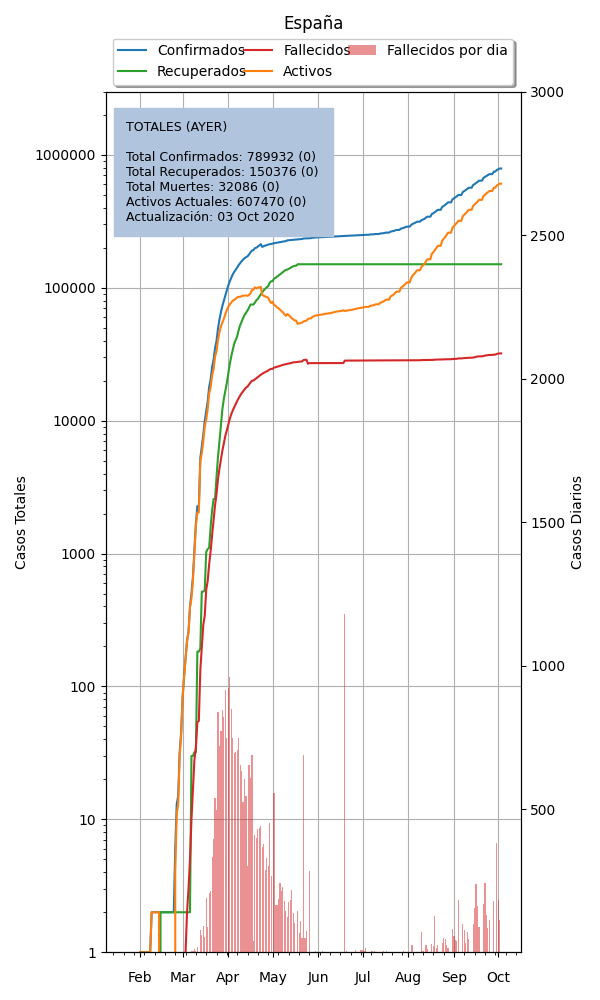 España
Confirmados
Fallecidos
Fallecidos por dia
Recuperados
Activos
TOTALES (AYER)
Total Confirmados: 789932 (0)
Total Recuperados: 150376 (0)
Total Muertes: 32086 (0)
Activos Actuales: 607470 (0)
Actualización: 03 Oct 2020
1000000
100000
10000
1000
100
10
1
Casos Totales
3000
2500
2000
1500
1000
500
Casos Diarios
Feb Mar Apr May Jun Jul Aug Sep Oct